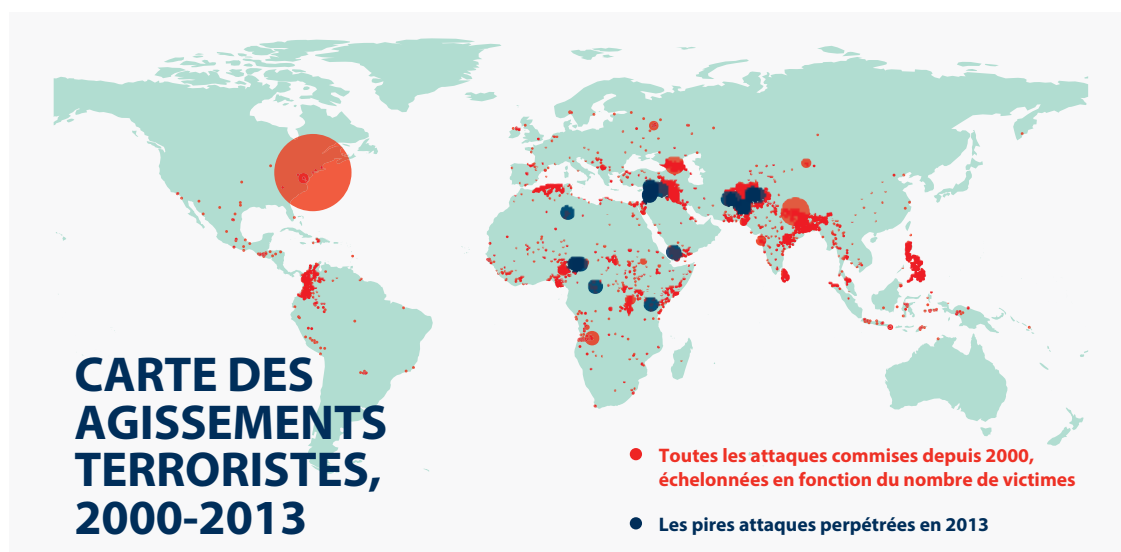 CARTE DES
AGISSEMENTS
TERRORISTES,
2000-2013
Toutes les attaques commises depuis 2000,
échelonnées en fonction du nombre de victimes
Les pires attaques perpétrées en 2013